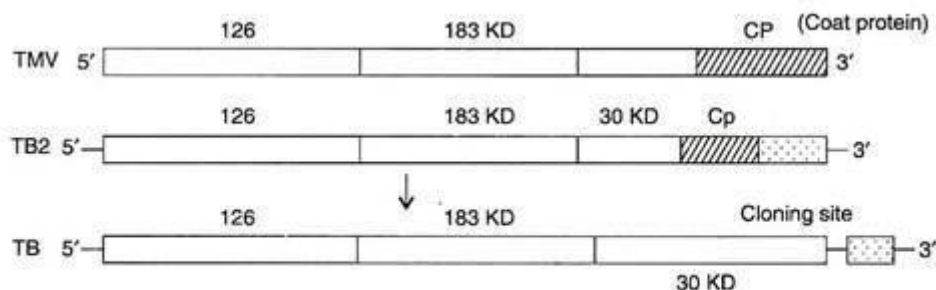 126 183 KD CP (Coat protein)
TMV 5′ 3′
126 183 KD 30 KD Cp
TB2 5′ 3′
126 183 KD Cloning site
TB 5′ 3′
30 KD